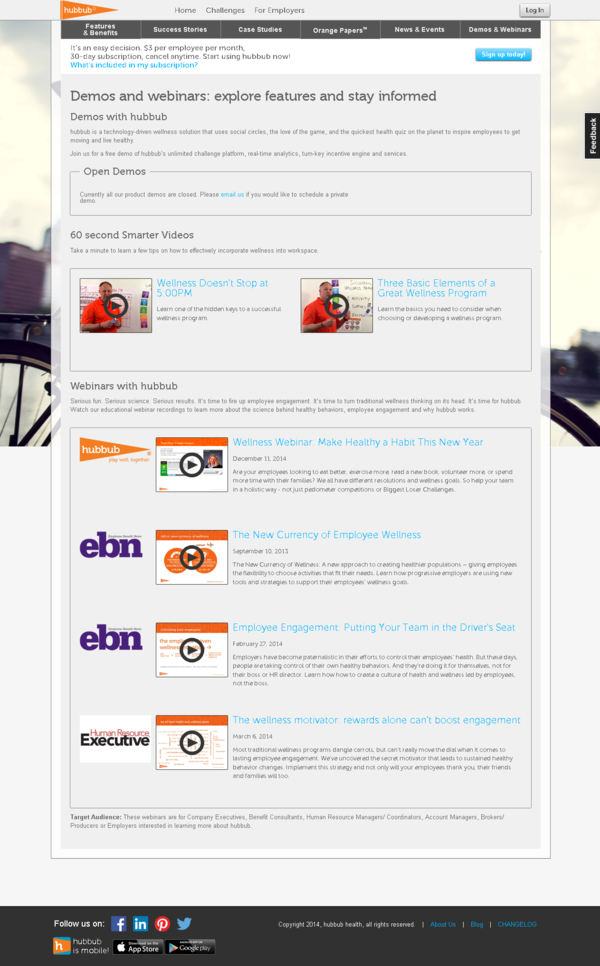 hubbub
Home Challenges For Employers
Log In
Features
& Benefits
Success Stories
Case Studies
Orange Papers™
News & Events
Demos & Webinars
It's an easy decision. $3 per employee per month,
30-day subscription, cancel anytime. Start using hubbub now!
What's included in my subscription?
Sign up today!
Feedback
Demos and webinars: explore features and stay informed
Demos with hubbub
hubbub is a technology-driven wellness solution that uses social circles, the love of the game, and the quickest health quiz on the planet to inspire employees to get
moving and live healthy.
Join us for a free demo of hubbub's unlimited challenge platform, real-time analytics, turn-key incentive engine and services.
Open Demos
Currently all our product demos are closed. Please email us if you would like to schedule a private
demo.
60 second Smarter Videos
Take a minute to learn a few tips on how to effectively incorporate wellness into workspace.
Wellness Doesn't Stop at
5:00PM
Learn one of the hidden keys to a successful
wellness program.
Three Basic Elements of a
Great Wellness Program
Learn the basics you need to consider when
choosing or developing a wellness program.
Webinars with hubbub
Serious fun. Serious science. Serious results. It's time to fire up employee engagement. It's time to turn traditional wellness thinking on its head. It's time for hubbub.
Watch our educational webinar recordings to learn more about the science behind healthy behaviors, employee engagement and why hubbub works.
hubbub
stay well, together.
Wellness Webinar: Make Healthy a Habit This New Year
December 11, 2014
Are your employees looking to eat better, exercise more, read a new book, volunteer more, or spend
more time with their families? We all have different resolutions and wellness goals. So help your team
in a holistic way - not just pedometer competitions or Biggest Loser Challenges.
Employee Benefit News
ebn
The New Currency of Employee Wellness
September 10, 2013
The New Currency of Wellness: A new approach to creating healthier populations – giving employees
the flexibility to choose activities that fit their needs. Learn how progressive employers are using new
tools and strategies to support their employees' wellness goals.
Employee Benefit News
ebn
Employee Engagement: Putting Your Team in the Driver's Seat
February 27, 2014
Employers have become paternalistic in their efforts to control their employees' health. But these days,
people are taking control of their own healthy behaviors. And they're doing it for themselves, not for
their boss or HR director. Learn how to create a culture of health and wellness led by employees,
not the boss.
Human Resource
Executive
The wellness motivator: rewards alone can't boost engagement
March 6, 2014
Most traditional wellness programs dangle carrots, but can't really move the dial when it comes to
lasting employee engagement. We've uncovered the secret motivator that leads to sustained healthy
behavior changes. Implement this strategy and not only will your employees thank you, their friends
and families will too.
Target Audience: These webinars are for Company Executives, Benefit Consultants, Human Resource Managers/ Coordinators, Account Managers, Brokers/
Producers or Employers interested in learning more about hubbub.
Follow us on:
Copyright 2014, hubbub health, all rights reserved. | About Us | Blog | CHANGELOG
hubbub
is mobile!
App Store
Google play